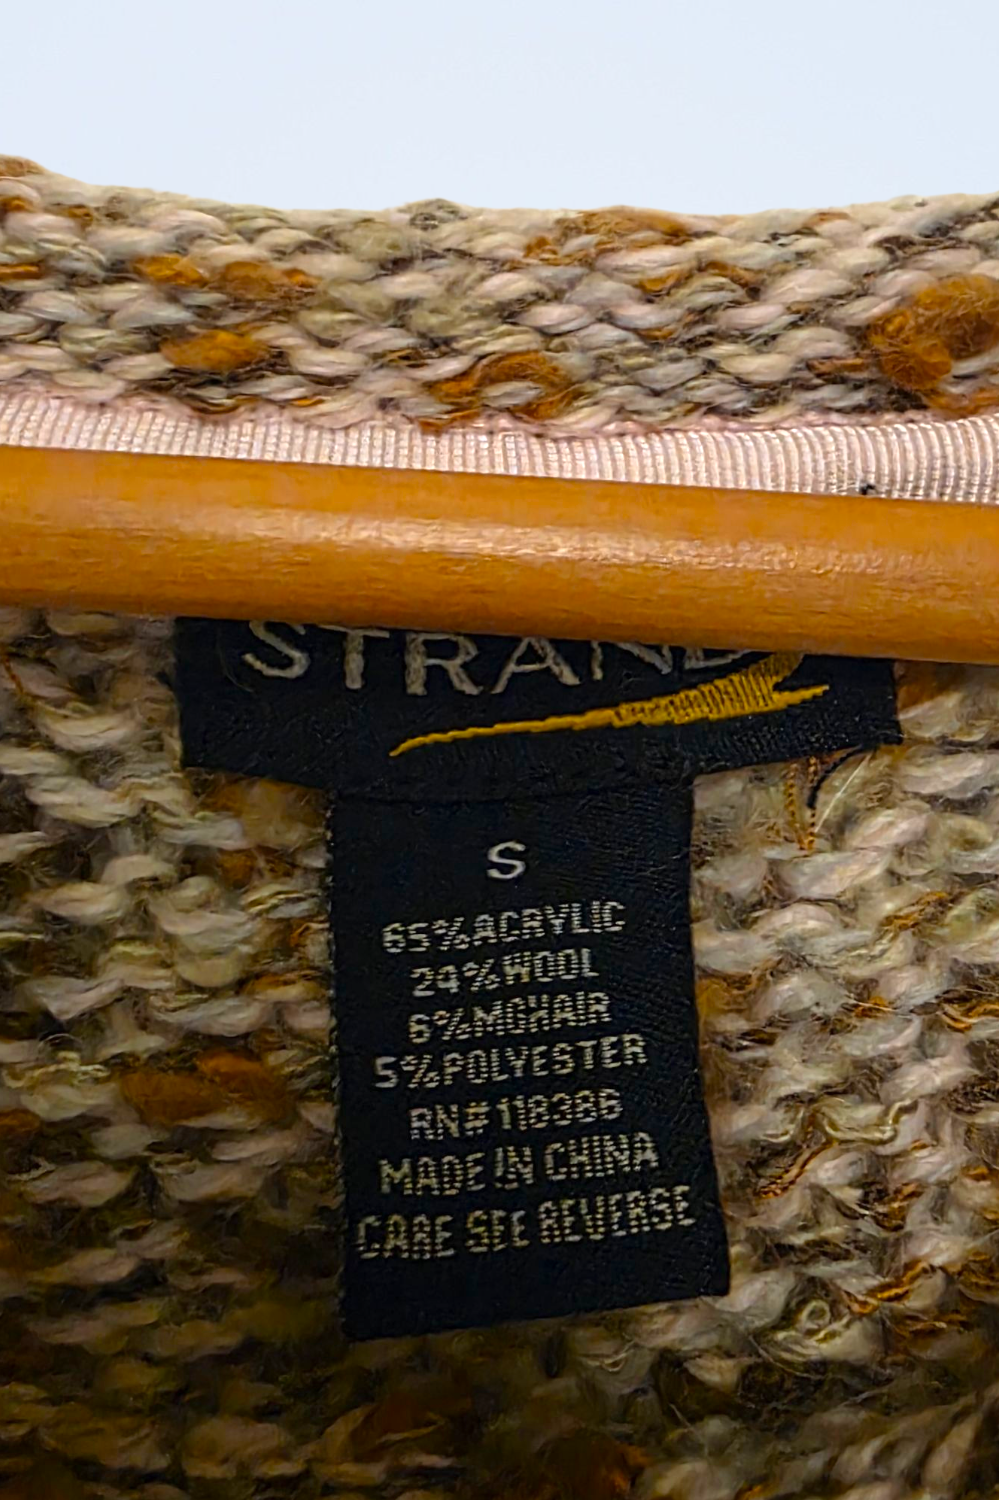 STRAND
S
65%ACRYLIC
24%WOOL
6%MOHAIR
5%POLYESTER
RN#118386
MADE IN CHINA
CARE SEE REVERSE